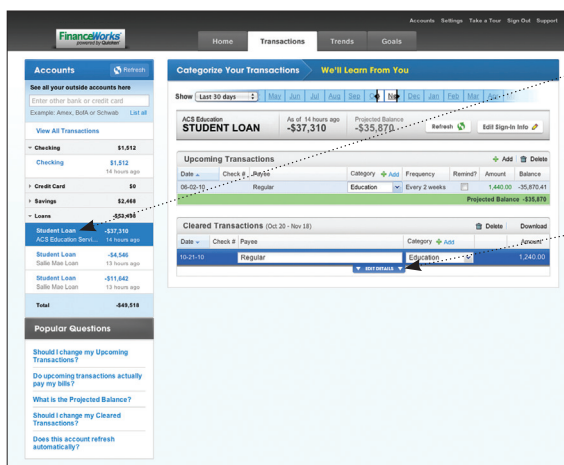 Accounts Settings Take a Tour Sign Out Support
FinanceWorks
powered by Quicken
Home Transactions Trends Goals
Accounts Refresh
See all your outside accounts here
Enter other bank or credit card
Example: Amex, BofA or Schwab List all
View All Transactions
Checking $1,512
Checking $1,512
14 hours ago
Credit Card $0
Savings $2,468
Loans -$53,498
Student Loan -$37,310
ACS Education Servi... 14 hours ago
Student Loan -$4,546
Sallie Mae Loan 13 hours ago
Student Loan -$11,642
Sallie Mae Loan 13 hours ago
Total -$49,518
Popular Questions
Should I change my Upcoming
Transactions?
Do upcoming transactions actually
pay my bills?
What is the Projected Balance?
Should I change my Cleared
Transactions?
Does this account refresh
automatically?
Categorize Your Transactions We'll Learn From You
Show Last 30 days May Jun Jul Aug Sep Dec Jan Feb Mar Apr
ACS Education As of 14 hours ago Projected Balance
STUDENT LOAN -$37,310 -$35,870 Refresh Edit Sign-In Info
Upcoming Transactions Add Delete
Date Check # Payee Category Add Frequency Remind? Amount Balance
06-02-10 Regular Education Every 2 weeks 1,440.00 -35,870.41
Projected Balance -$35,870
Cleared Transactions (Oct 20 - Nov 18) Delete Download
Date Check # Payee Category Add Amount
10-21-10 Regular Education 1,240.00
EDIT DETAILS